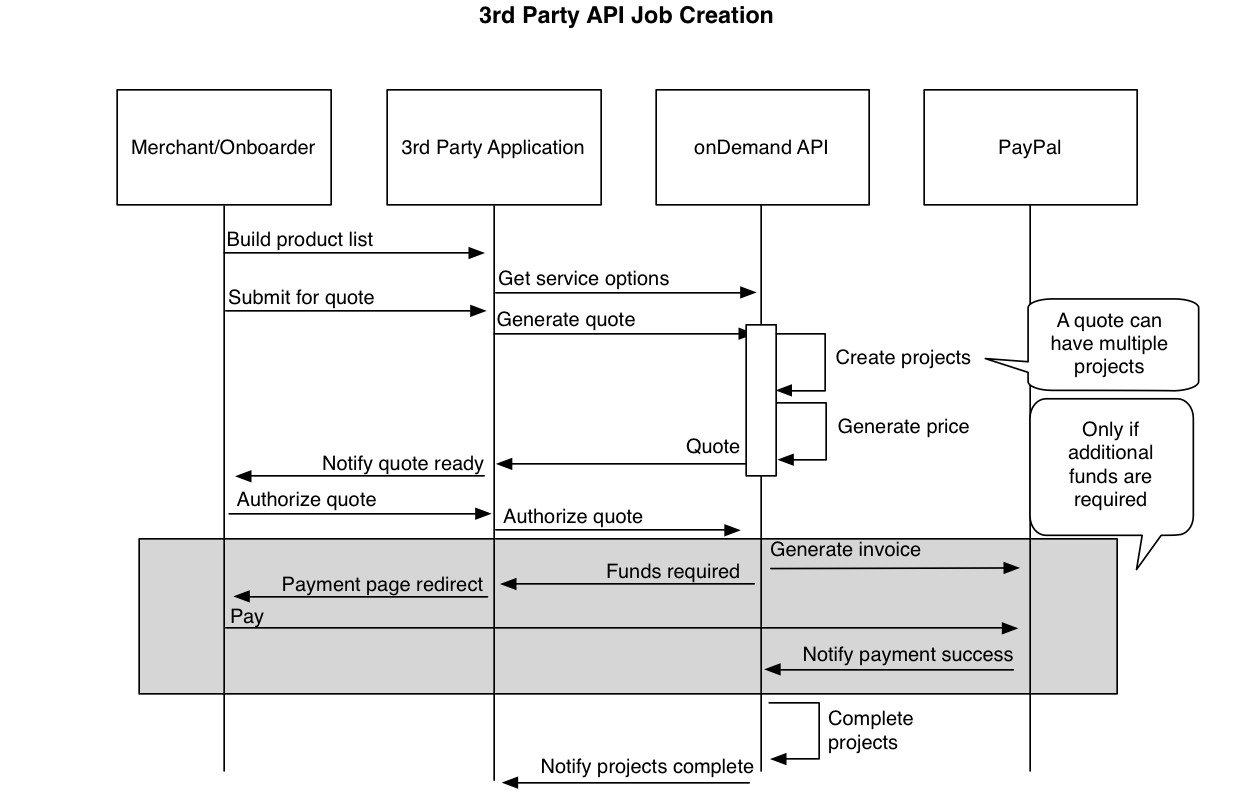 3rd Party API Job Creation
Merchant/Onboarder
3rd Party Application
onDemand API
PayPal
Build product list
Get service options
Submit for quote
Generate quote
A quote can
have multiple
projects
Create projects
Generate price
Only if
additional
funds are
required
Quote
Notify quote ready
Authorize quote
Authorize quote
Generate invoice
Funds required
Payment page redirect
Pay
Notify payment success
Complete
projects
Notify projects complete